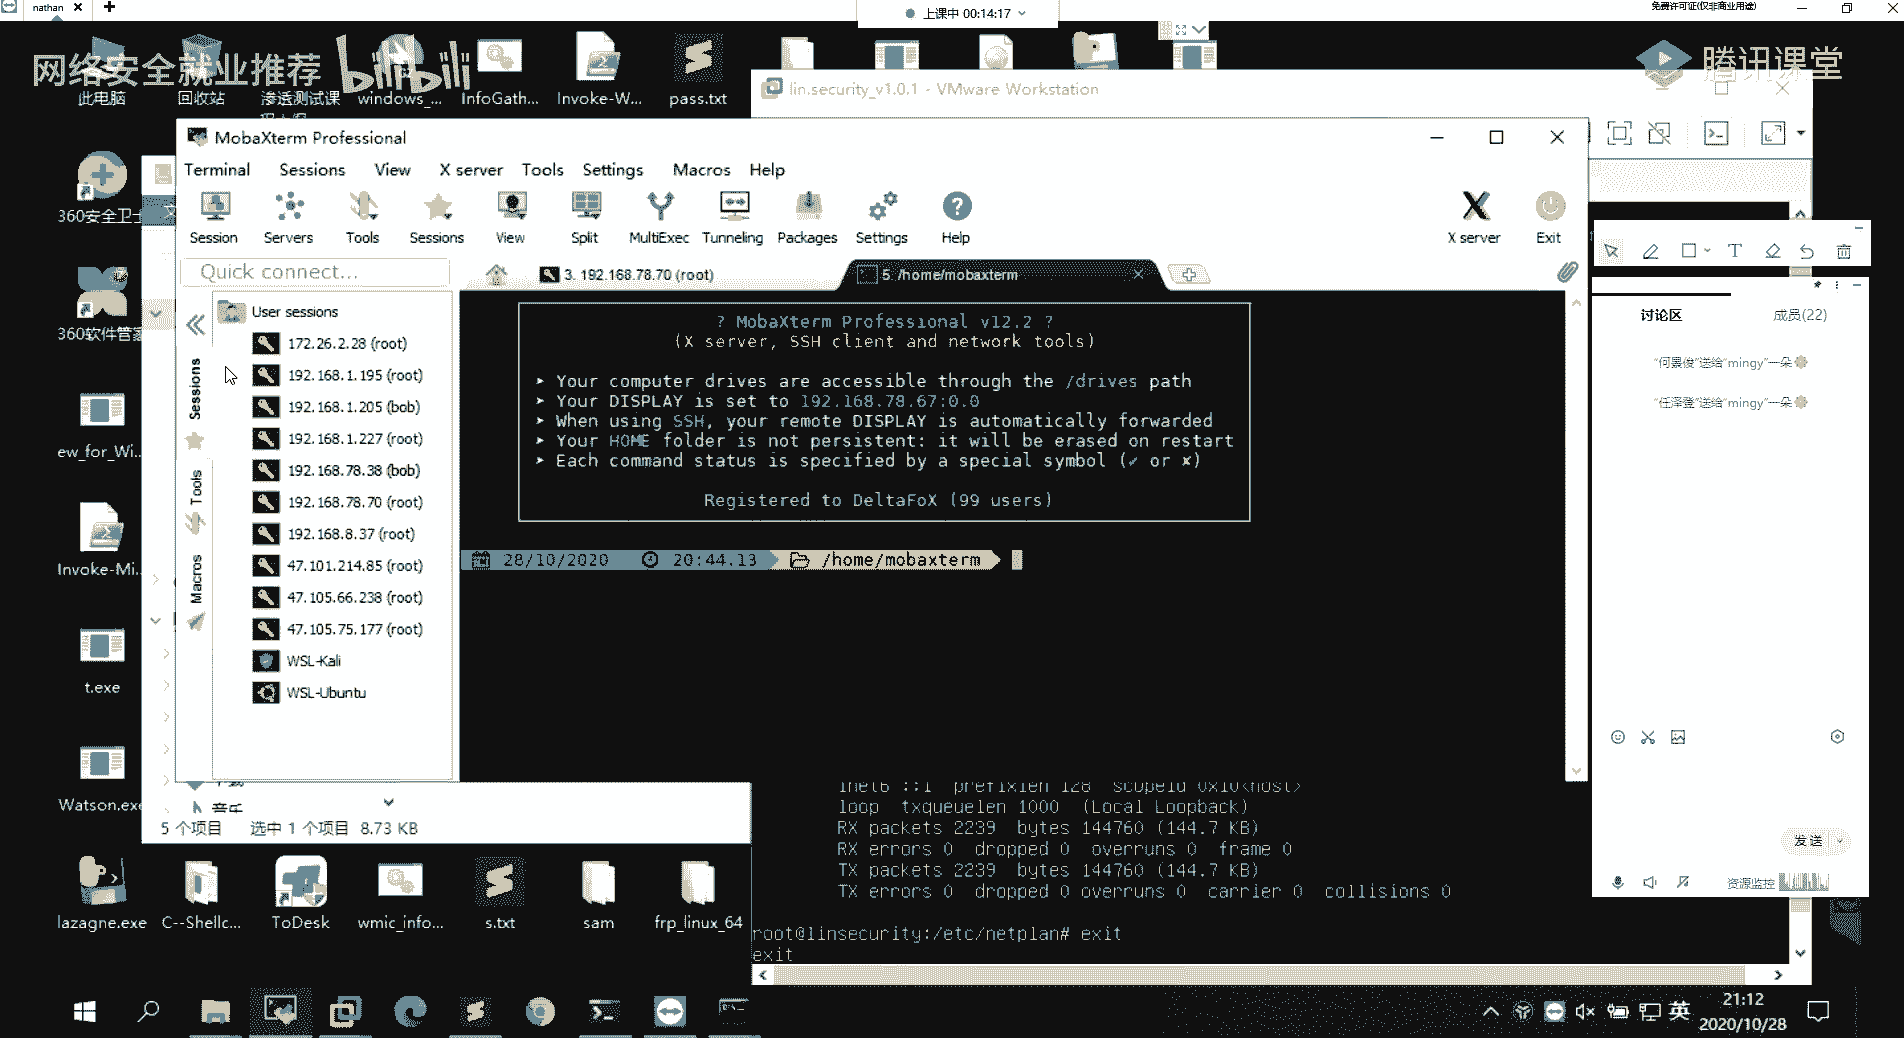 nathan
上课中 00:14:17
免费许可证(仅非商业用途)
网络安全就业推荐
bilibili
腾讯课堂
此电脑
回收站
渗透测试课
windows_...
InfoGath...
Invoke-W...
pass.txt
lin.security_v1.0.1 - VMware Workstation
MobaXterm Professional
Terminal Sessions View X server Tools Settings Macros Help
Session Servers Tools Sessions View Split MultiExec Tunneling Packages Settings Help
X server Exit
Quick connect...
3. 192.168.78.70 (root)
5. /home/mobaxterm
Sessions
Tools
Macros
User sessions
172.26.2.28 (root)
192.168.1.195 (root)
192.168.1.205 (bob)
192.168.1.227 (root)
192.168.78.38 (bob)
192.168.78.70 (root)
192.168.8.37 (root)
47.101.214.85 (root)
47.105.66.238 (root)
47.105.75.177 (root)
WSL-Kali
WSL-Ubuntu
? MobaXterm Professional v12.2 ?
(X server, SSH client and network tools)
➤ Your computer drives are accessible through the /drives path
➤ Your DISPLAY is set to 192.168.78.67:0.0
➤ When using SSH, your remote DISPLAY is automatically forwarded
➤ Your HOME folder is not persistent: it will be erased on restart
➤ Each command status is specified by a special symbol (✓ or ✗)
Registered to DeltaFoX (99 users)
28/10/2020 20:44.13 /home/mobaxterm
360安全卫士
360软件管家
ew_for_Wi...
Invoke-Mi...
t.exe
Watson.exe
讨论区 成员(22)
"何景俊"送给"mingy"一朵
"任泽登"送给"mingy"一朵
发送
资源监控
音乐
5 个项目 选中 1 个项目 8.73 KB
inet6 ::1 prefixlen 128 scopeid 0x10<host>
loop txqueuelen 1000 (Local Loopback)
RX packets 2239 bytes 144760 (144.7 KB)
RX errors 0 dropped 0 overruns 0 frame 0
TX packets 2239 bytes 144760 (144.7 KB)
TX errors 0 dropped 0 overruns 0 carrier 0 collisions 0
root@linsecurity:/etc/netplan# exit
exit
lazagne.exe
C--Shellc...
ToDesk
wmic_info...
s.txt
sam
frp_linux_64
英
21:12
2020/10/28